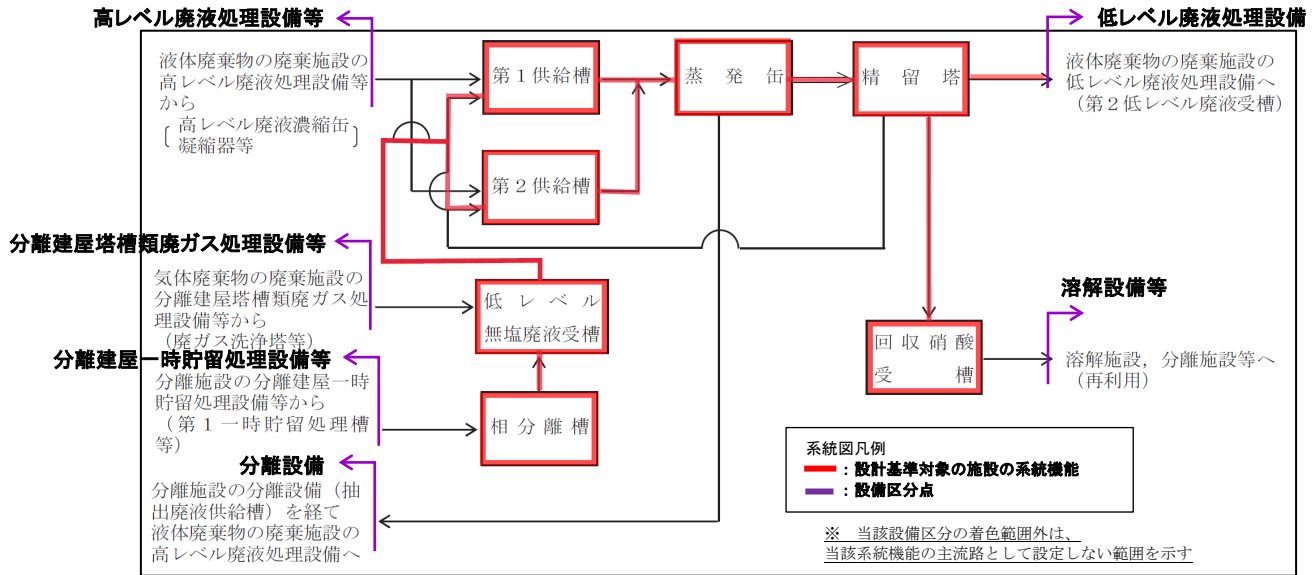 高レベル廃液処理設備等
低レベル廃液処理設備
液体廃棄物の廃棄施設の
高レベル廃液処理設備等
から
〔高レベル廃液濃縮缶
凝縮器等〕
第1供給槽
蒸発缶
精留塔
液体廃棄物の廃棄施設の
低レベル廃液処理設備へ
（第2低レベル廃液受槽）
第2供給槽
分離建屋塔槽類廃ガス処理設備等
気体廃棄物の廃棄施設の
分離建屋塔槽類廃ガス処
理設備等から
（廃ガス洗浄塔等）
低レベル
無塩廃液受槽
溶解設備等
回収硝酸
受槽
溶解施設，分離施設等へ
（再利用）
分離建屋一時貯留処理設備等
分離施設の分離建屋一時
貯留処理設備等から
（第1一時貯留処理槽
等）
相分離槽
分離設備
分離施設の分離設備（抽
出廃液供給槽）を経て
液体廃棄物の廃棄施設の
高レベル廃液処理設備へ
系統図凡例
：設計基準対象の施設の系統機能
：設備区分点
※　当該設備区分の着色範囲外は、
当該系統機能の主流路として設定しない範囲を示す